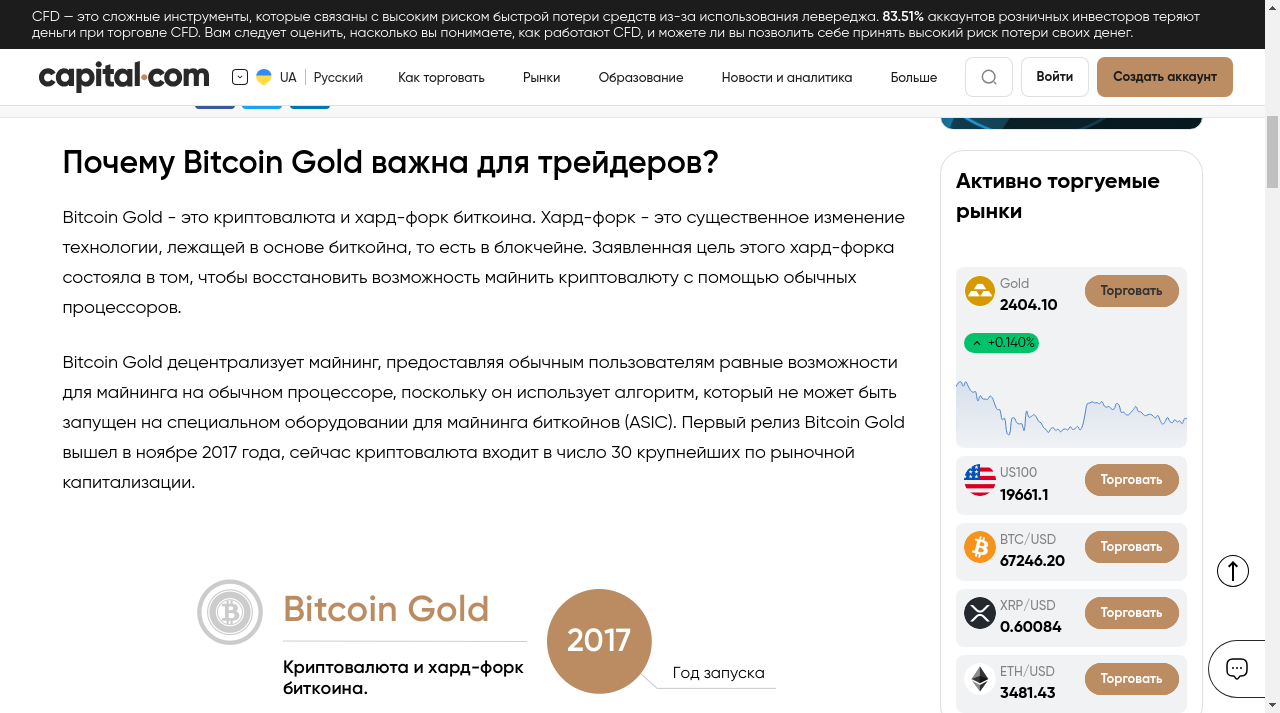 CFD — это сложные инструменты, которые связаны с высоким риском быстрой потери средств из-за использования левереджа. 83.51% аккаунтов розничных инвесторов теряют
деньги при торговле CFD. Вам следует оценить, насколько вы понимаете, как работают CFD, и можете ли вы позволить себе принять высокий риск потери своих денег.
capital.com
UA
Русский
Как торговать
Рынки
Образование
Новости и аналитика
Больше
Войти
Создать аккаунт
Почему Bitcoin Gold важна для трейдеров?
Bitcoin Gold - это криптовалюта и хард-форк биткоина. Хард-форк - это существенное изменение
технологии, лежащей в основе биткойна, то есть в блокчейне. Заявленная цель этого хард-форка
состояла в том, чтобы восстановить возможность майнить криптовалюту с помощью обычных
процессоров.
Bitcoin Gold децентрализует майнинг, предоставляя обычным пользователям равные возможности
для майнинга на обычном процессоре, поскольку он использует алгоритм, который не может быть
запущен на специальном оборудовании для майнинга биткойнов (ASIC). Первый релиз Bitcoin Gold
вышел в ноябре 2017 года, сейчас криптовалюта входит в число 30 крупнейших по рыночной
капитализации.
Bitcoin Gold
Криптовалюта и хард-форк
биткоина.
2017
Год запуска
Активно торгуемые
рынки
Gold
2404.10
Торговать
+0.140%
US100
19661.1
Торговать
BTC/USD
67246.20
Торговать
XRP/USD
0.60084
Торговать
ETH/USD
3481.43
Торговать